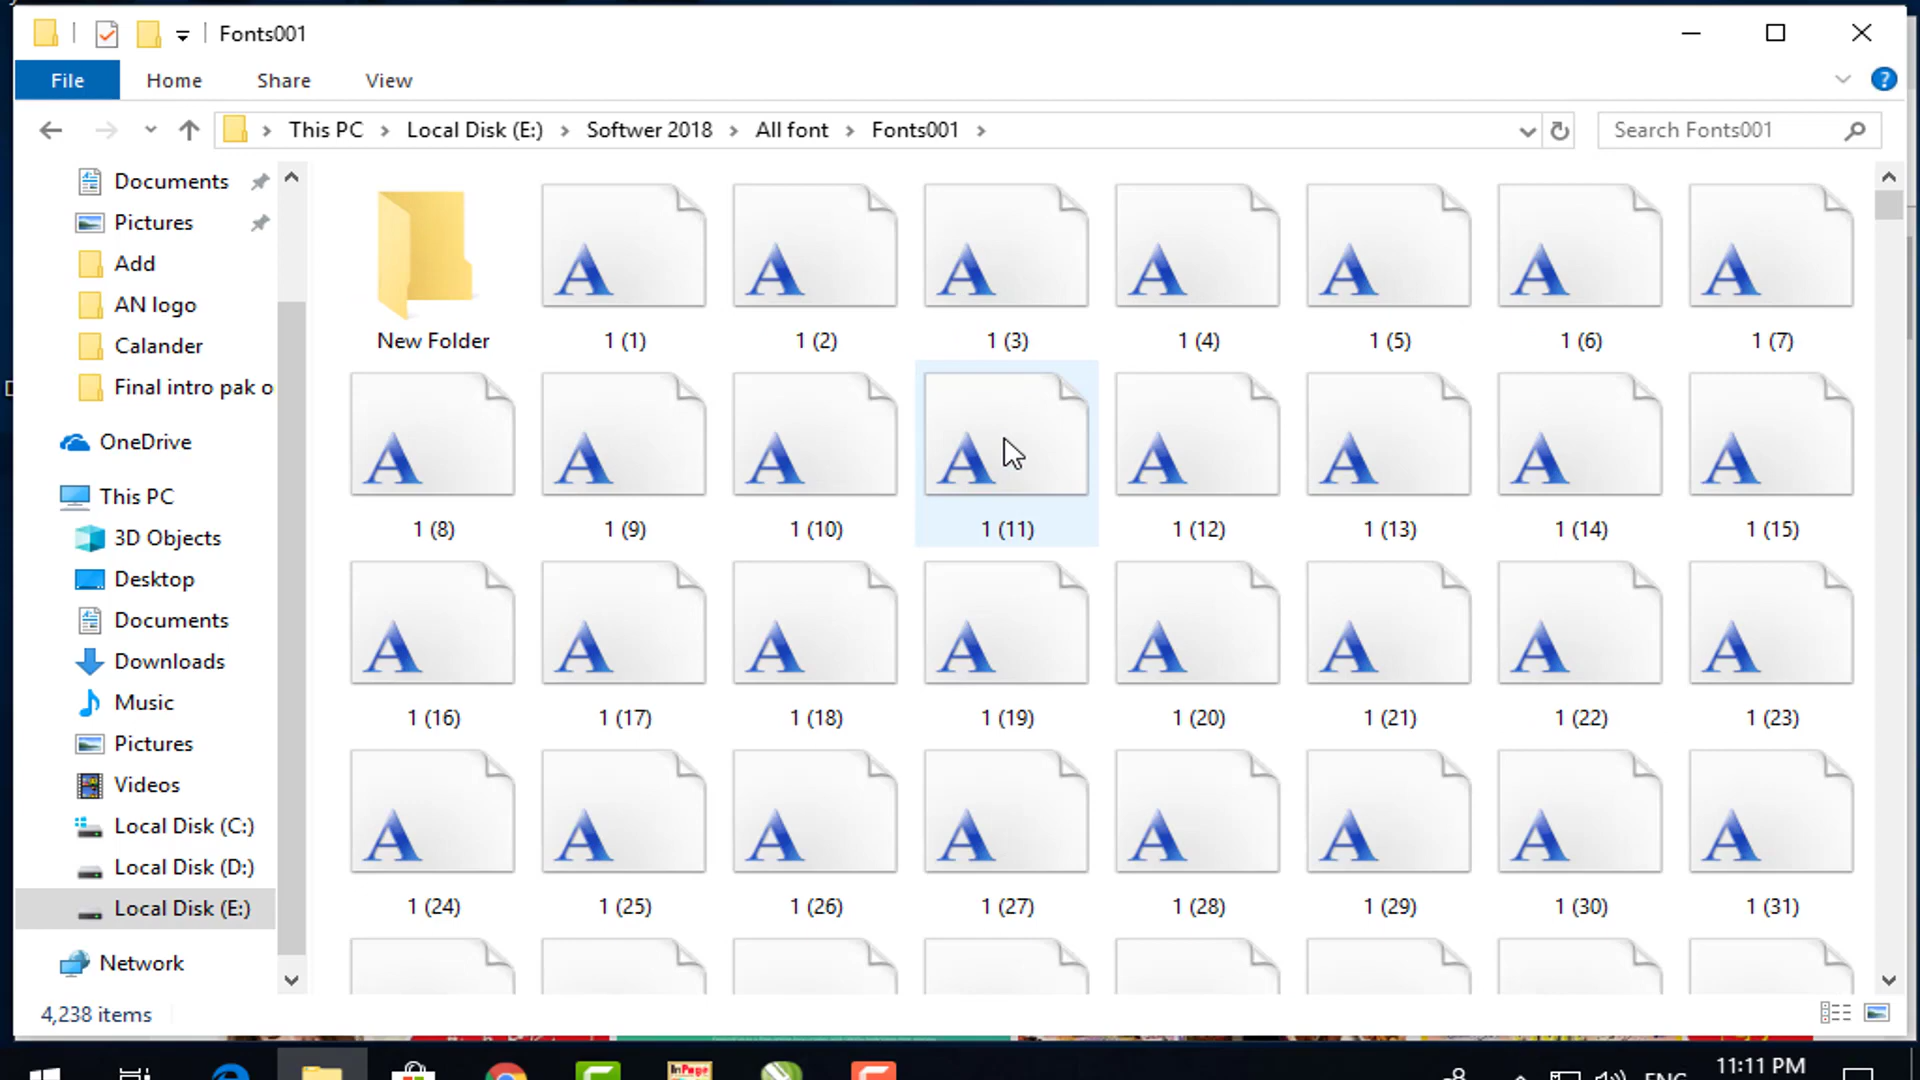 Fonts001
File Home Share View
This PC Local Disk (E:) Softwer 2018 All font Fonts001
Search Fonts001
Documents
Pictures
Add
AN logo
Calander
Final intro pak o
OneDrive
This PC
3D Objects
Desktop
Documents
Downloads
Music
Pictures
Videos
Local Disk (C:)
Local Disk (D:)
Local Disk (E:)
Network
New Folder 1 (1) 1 (2) 1 (3) 1 (4) 1 (5) 1 (6) 1 (7)
1 (8) 1 (9) 1 (10) 1 (11) 1 (12) 1 (13) 1 (14) 1 (15)
1 (16) 1 (17) 1 (18) 1 (19) 1 (20) 1 (21) 1 (22) 1 (23)
1 (24) 1 (25) 1 (26) 1 (27) 1 (28) 1 (29) 1 (30) 1 (31)
4,238 items
InPage
ENG
11:11 PM